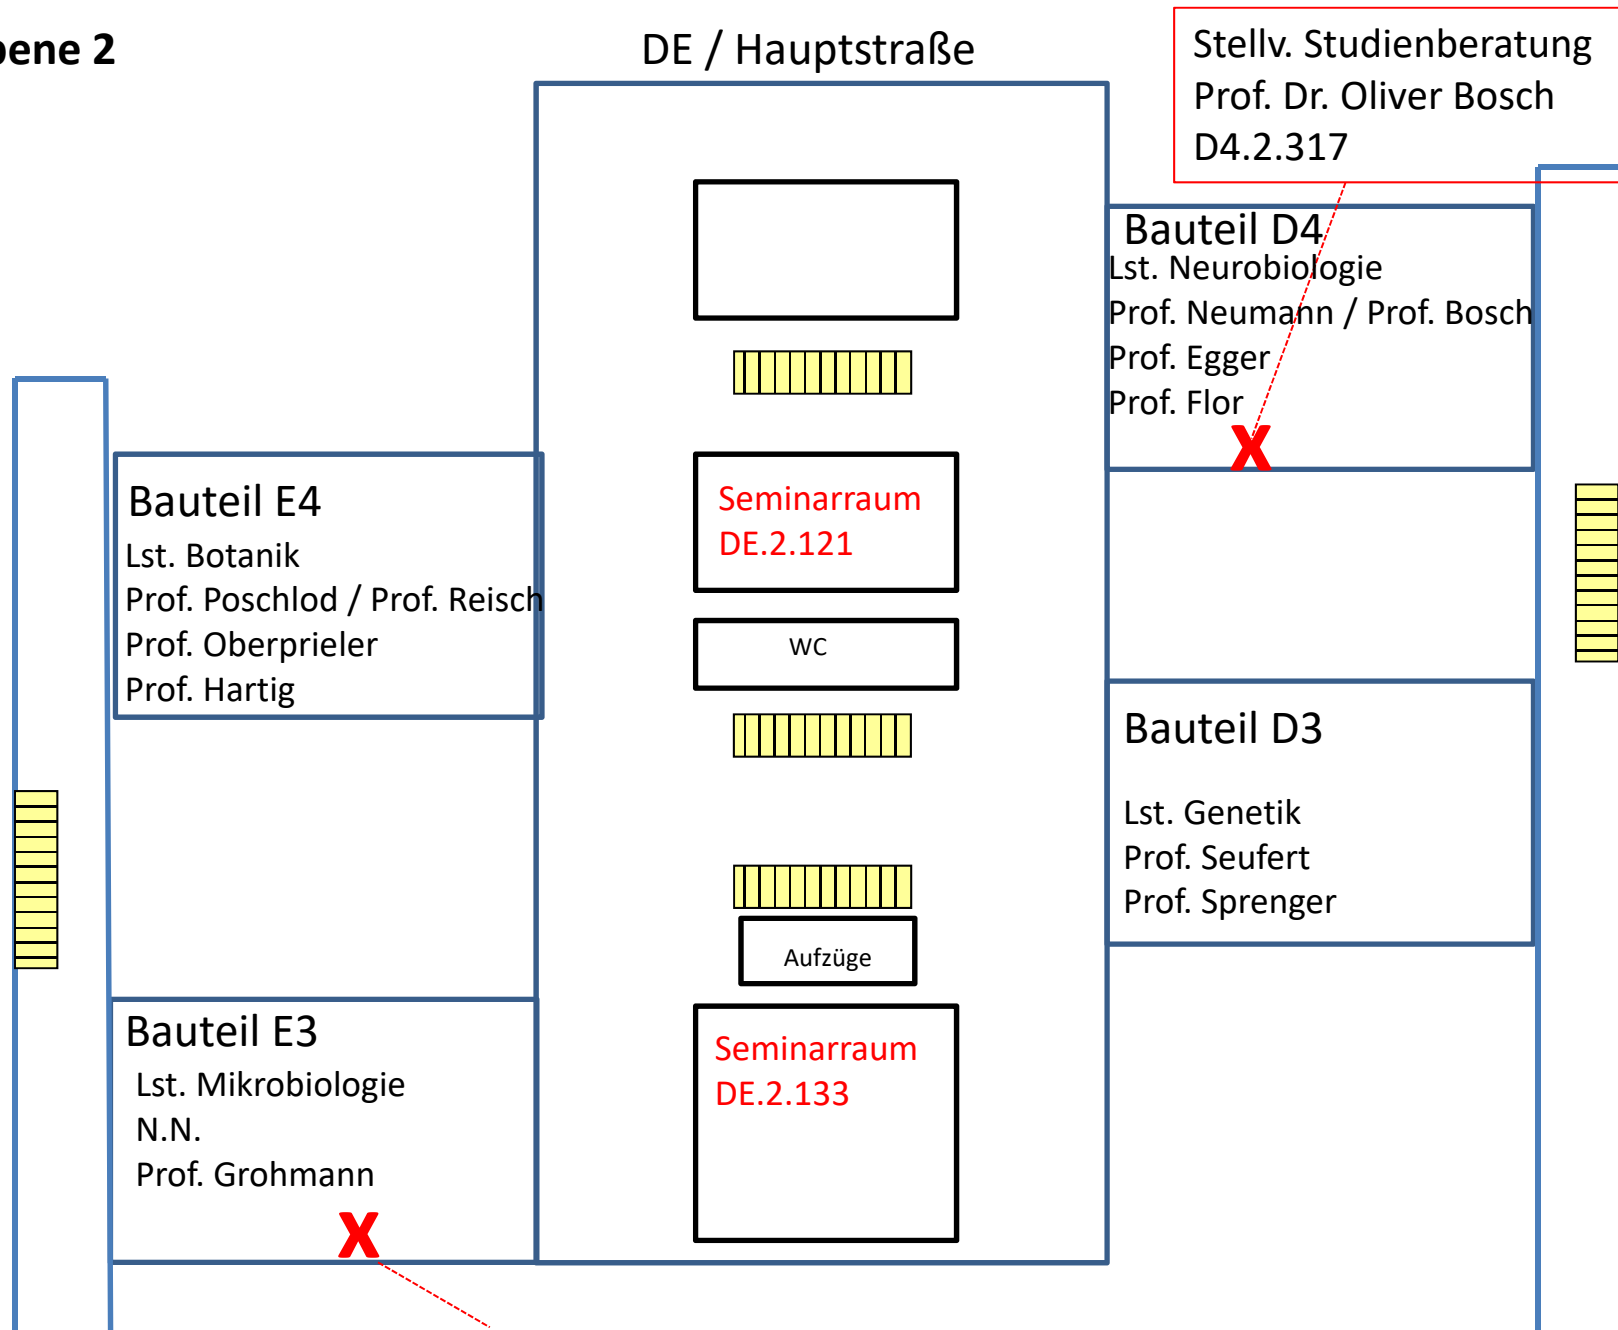 bene 2
DE / Hauptstraße
Stellv. Studienberatung
Prof. Dr. Oliver Bosch
D4.2.317
Bauteil D4
Lst. Neurobiologie
Prof. Neumann / Prof. Bosch
Prof. Egger
Prof. Flor
X
Bauteil E4
Lst. Botanik
Prof. Poschlod / Prof. Reisch
Prof. Oberprieler
Prof. Hartig
Seminarraum
DE.2.121
WC
Bauteil D3
Lst. Genetik
Prof. Seufert
Prof. Sprenger
Aufzüge
Bauteil E3
Lst. Mikrobiologie
N.N.
Prof. Grohmann
X
Seminarraum
DE.2.133